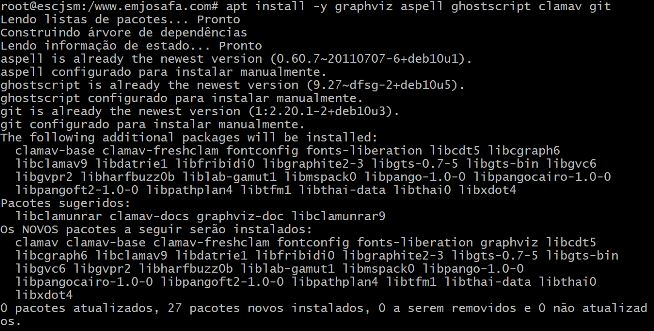 root@escjsm:/www.emjosafa.com# apt install -y graphviz aspell ghostscript clamav git
Lendo listas de pacotes... Pronto
Construindo árvore de dependências
Lendo informação de estado... Pronto
aspell is already the newest version (0.60.7~20110707-6+deb10u1).
aspell configurado para instalar manualmente.
ghostscript is already the newest version (9.27~dfsg-2+deb10u5).
ghostscript configurado para instalar manualmente.
git is already the newest version (1:2.20.1-2+deb10u3).
git configurado para instalar manualmente.
The following additional packages will be installed:
clamav-base clamav-freshclam fontconfig fonts-liberation libcdt5 libcgraph6
libclamav9 libdatrie1 libfribidi0 libgraphite2-3 libgts-0.7-5 libgts-bin libgvc6
libgvpr2 libharfbuzz0b liblab-gamut1 libmspack0 libpango-1.0-0 libpangocairo-1.0-0
libpangoft2-1.0-0 libpathplan4 libtfm1 libthai-data libthai0 libxdot4
Pacotes sugeridos:
libclamunrar clamav-docs graphviz-doc libclamunrar9
Os NOVOS pacotes a seguir serão instalados:
clamav clamav-base clamav-freshclam fontconfig fonts-liberation graphviz libcdt5
libcgraph6 libclamav9 libdatrie1 libfribidi0 libgraphite2-3 libgts-0.7-5 libgts-bin
libgvc6 libgvpr2 libharfbuzz0b liblab-gamut1 libmspack0 libpango-1.0-0
libpangocairo-1.0-0 libpangoft2-1.0-0 libpathplan4 libtfm1 libthai-data libthai0
libxdot4
0 pacotes atualizados, 27 pacotes novos instalados, 0 a serem removidos e 0 não atualizad
os.